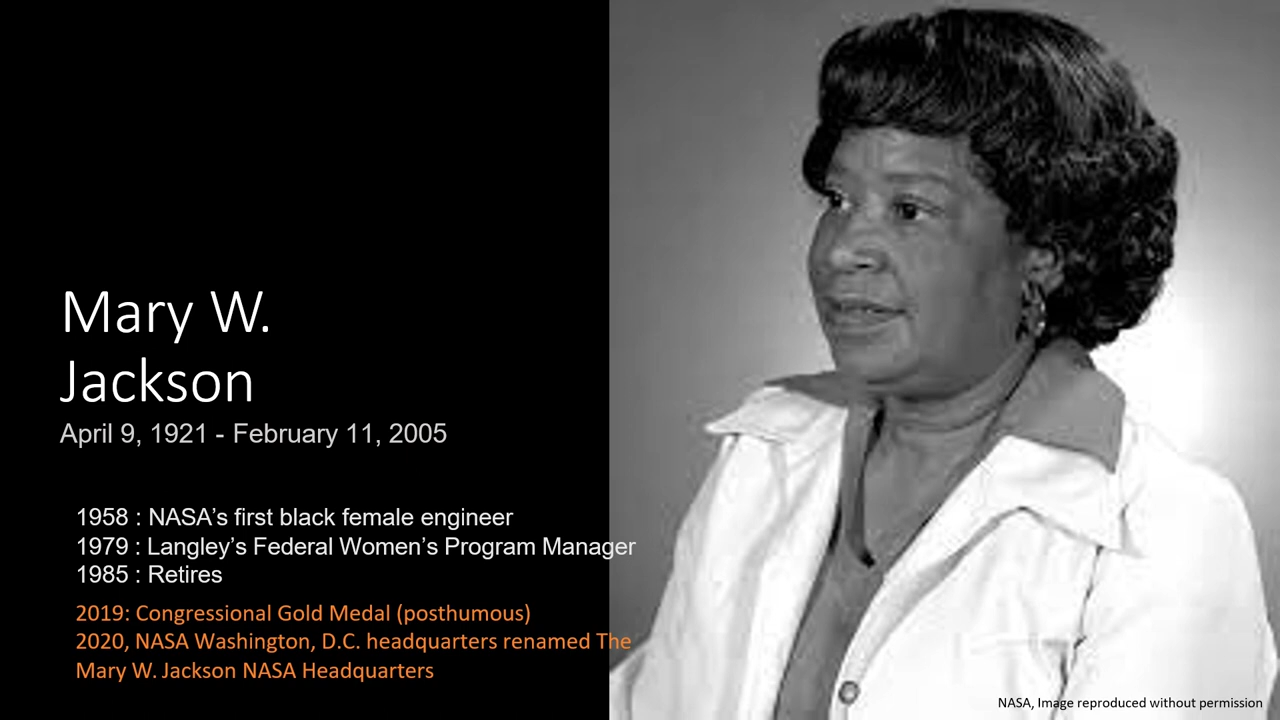 Mary W.
Jackson
April 9, 1921 - February 11, 2005
1958 : NASA’s first black female engineer
1979 : Langley’s Federal Women’s Program Manager
1985 : Retires
2019: Congressional Gold Medal (posthumous)
2020, NASA Washington, D.C. headquarters renamed The
Mary W. Jackson NASA Headquarters
NASA, Image reproduced without permission